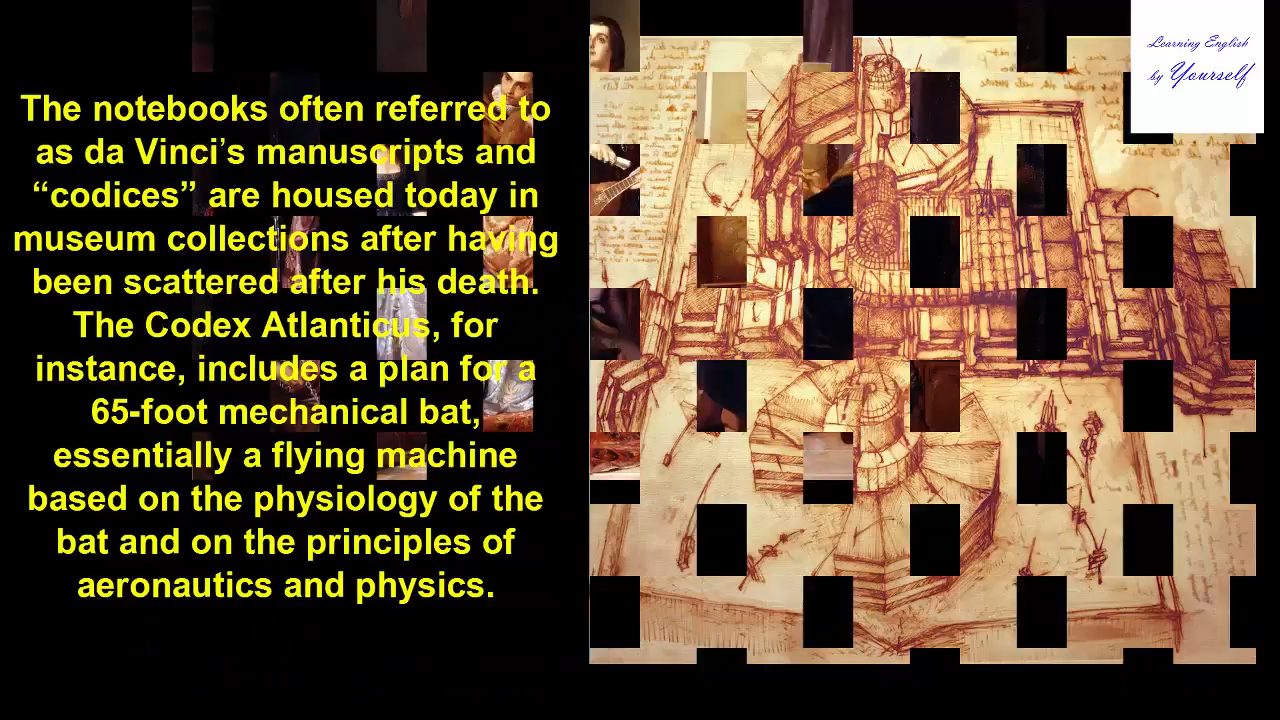 The notebooks often referred to
as da Vinci’s manuscripts and
“codices” are housed today in
museum collections after having
been scattered after his death.
The Codex Atlanticus, for
instance, includes a plan for a
65-foot mechanical bat,
essentially a flying machine
based on the physiology of the
bat and on the principles of
aeronautics and physics.
Learning English
by Yourself